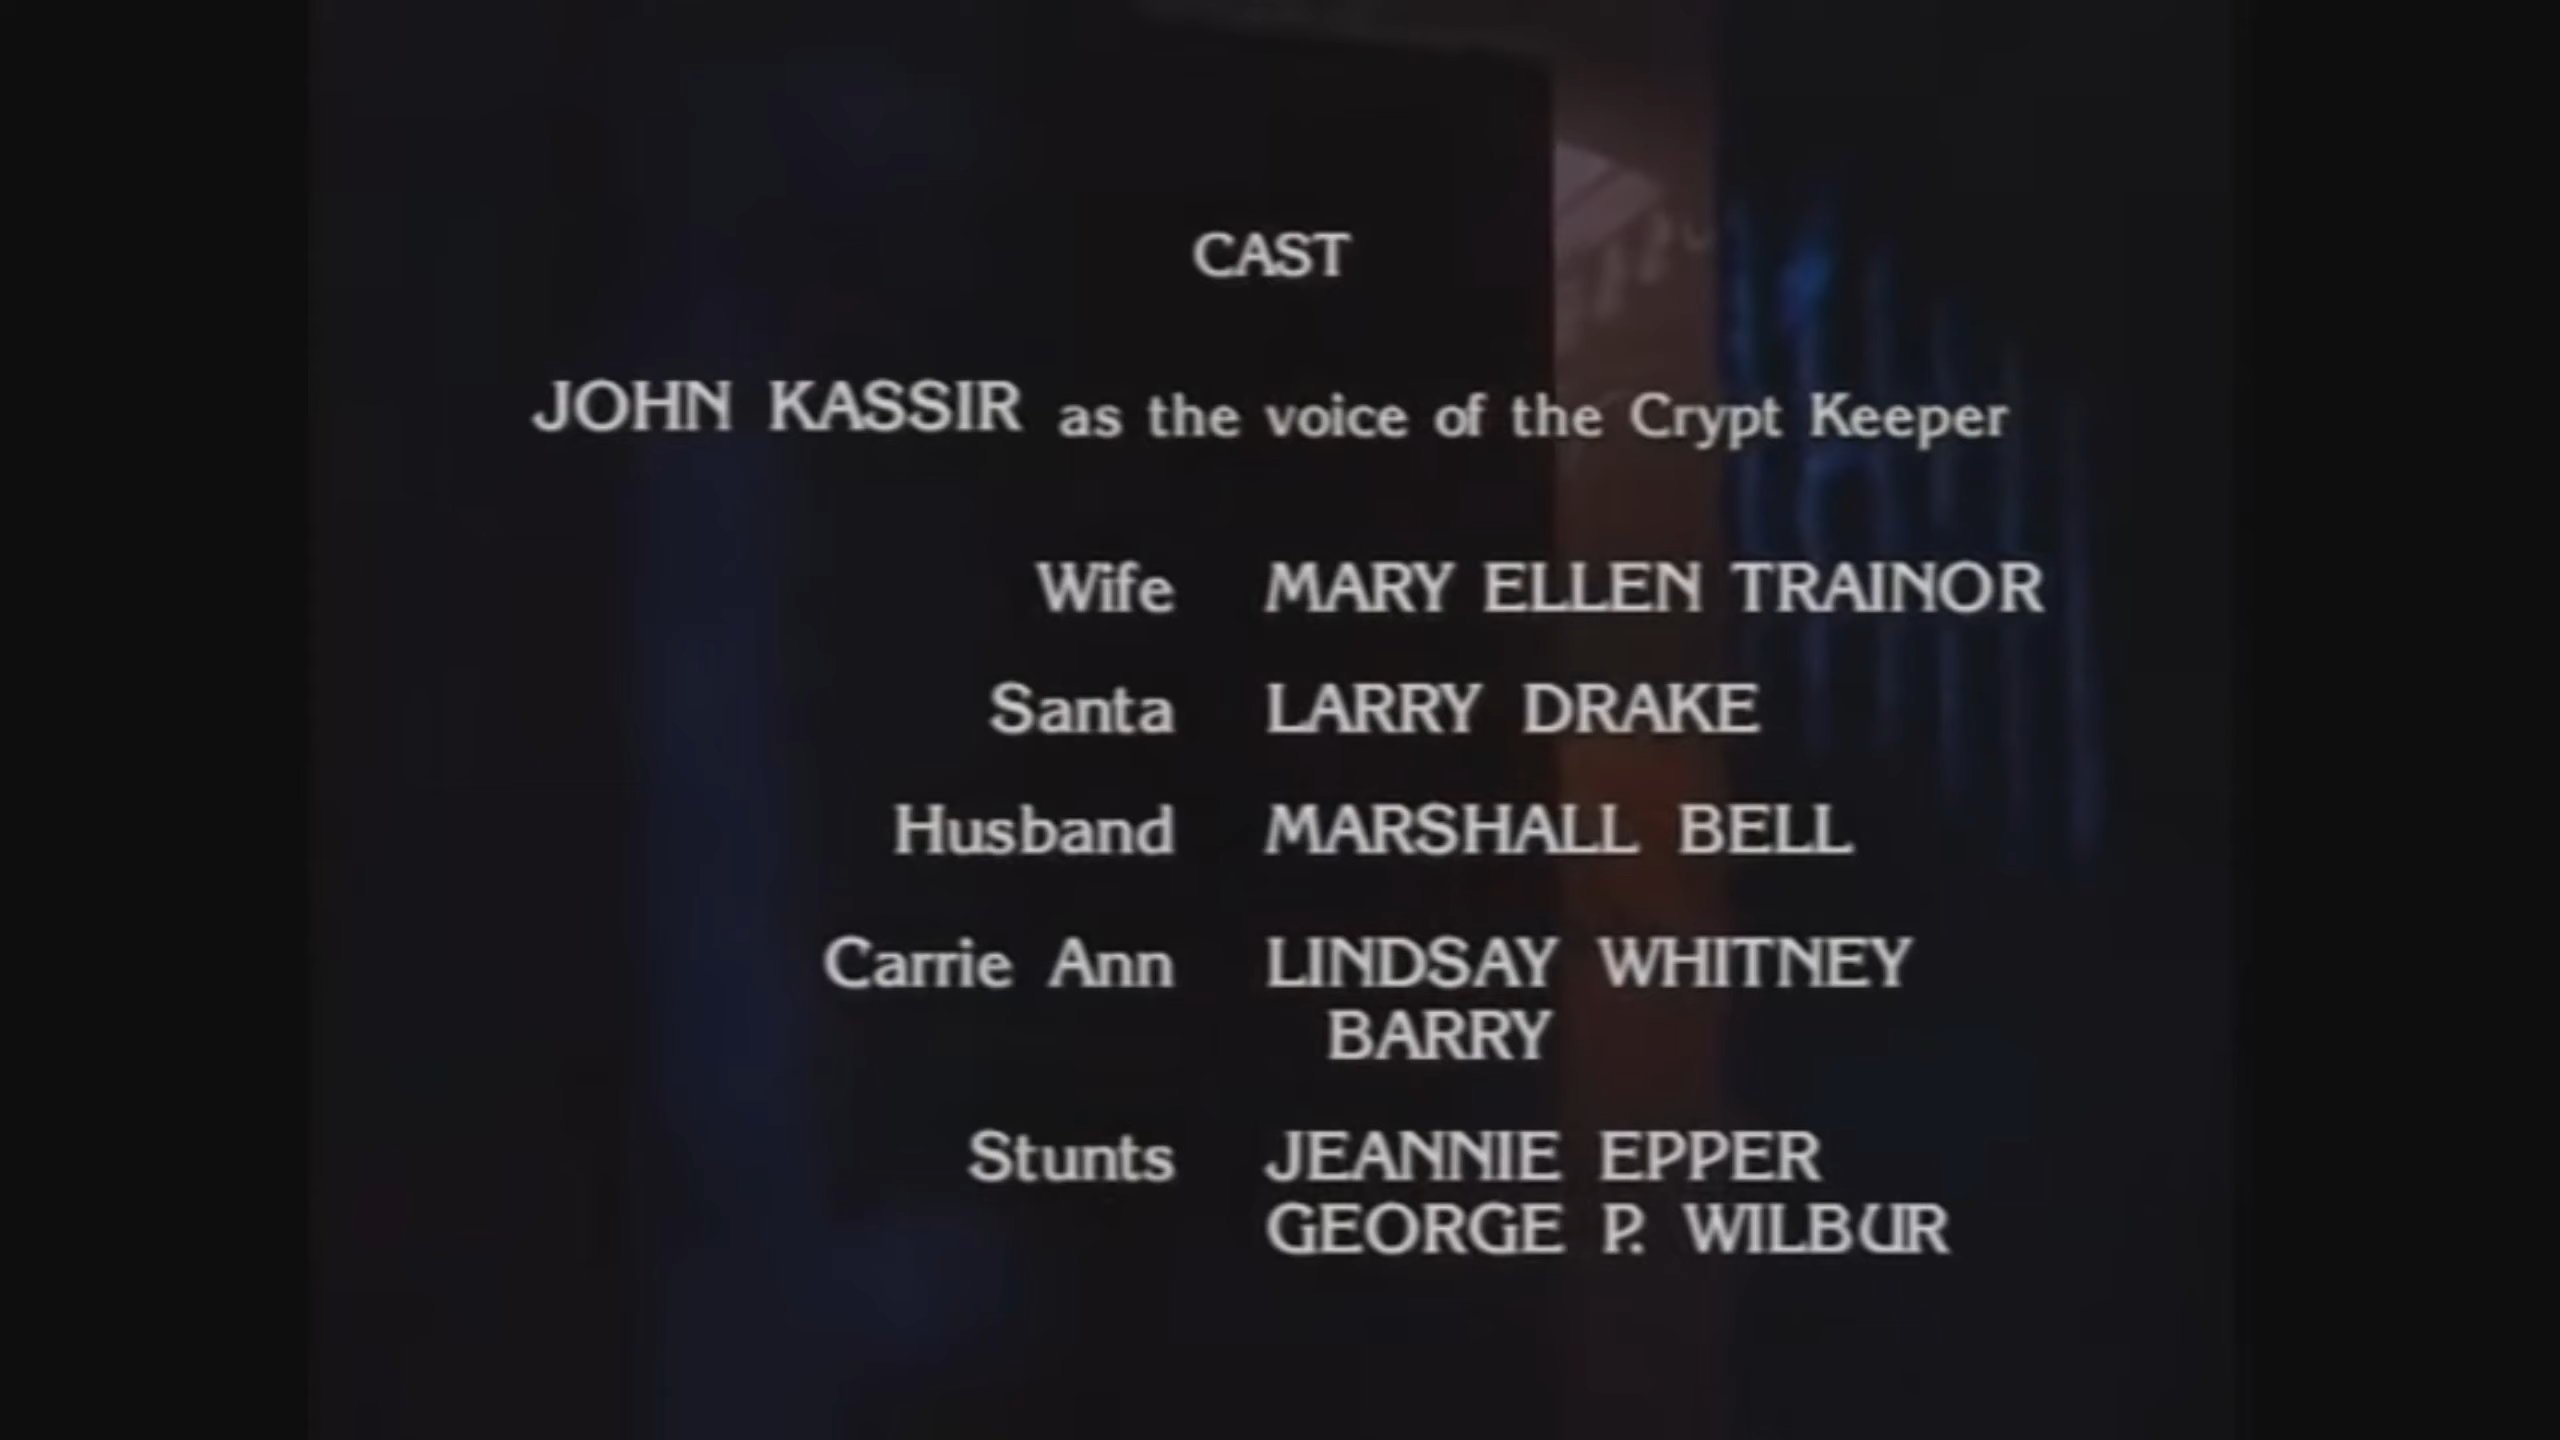 CAST
JOHN KASSIR as the voice of the Crypt Keeper
Wife MARY ELLEN TRAINOR
Santa LARRY DRAKE
Husband MARSHALL BELL
Carrie Ann LINDSAY WHITNEY
BARRY
Stunts JEANNIE EPPER
GEORGE P. WILBUR